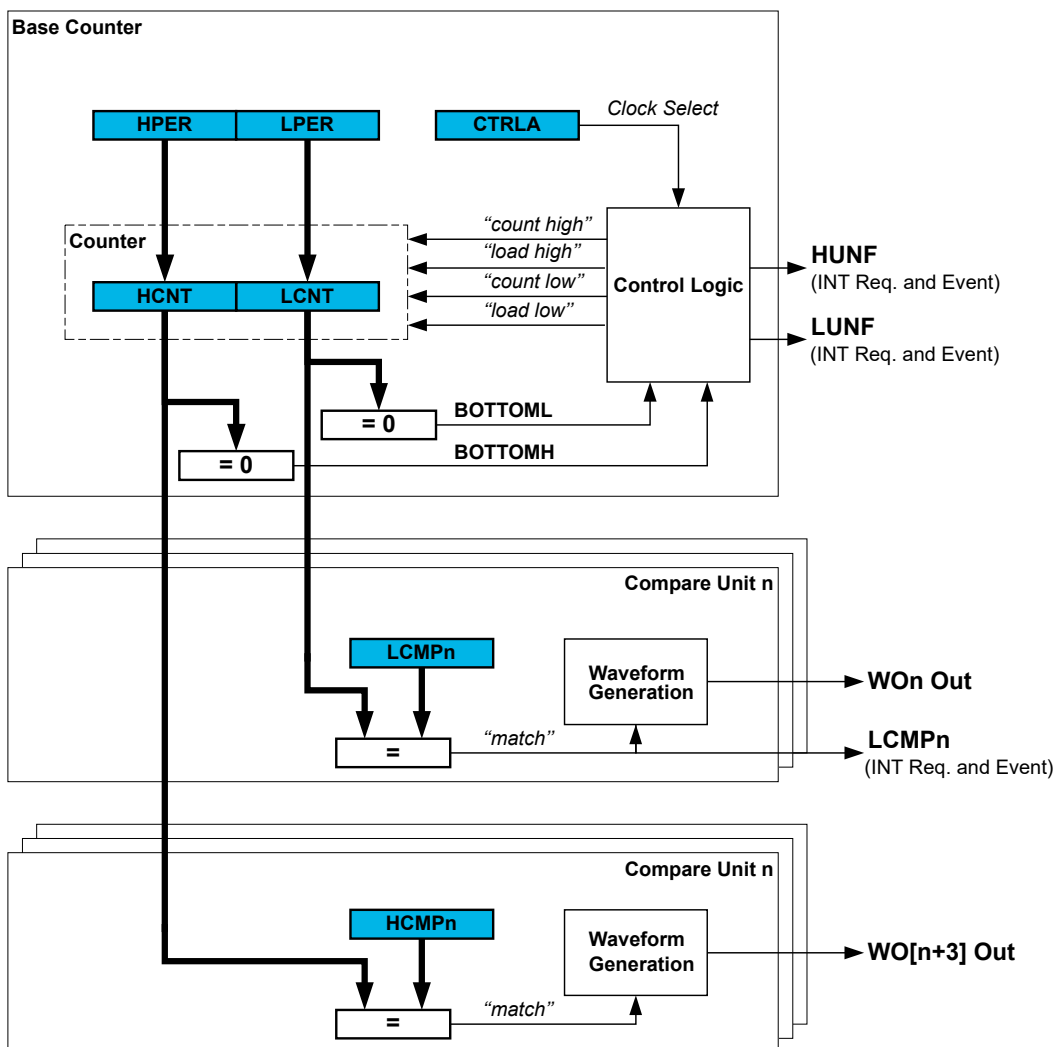 Base Counter
Clock Select
HPER LPER CTRLA
“count high”
Counter
“load high”
HUNF
(INT Req. and Event)
“count low”
Control Logic
HCNT LCNT
“load low”
LUNF
(INT Req. and Event)
= 0
BOTTOML
= 0
BOTTOMH
Compare Unit n
LCMPn
Waveform
Generation
WOn Out
“match”
=
LCMPn
(INT Req. and Event)
Compare Unit n
HCMPn
Waveform
Generation
WO[n+3] Out
“match”
=